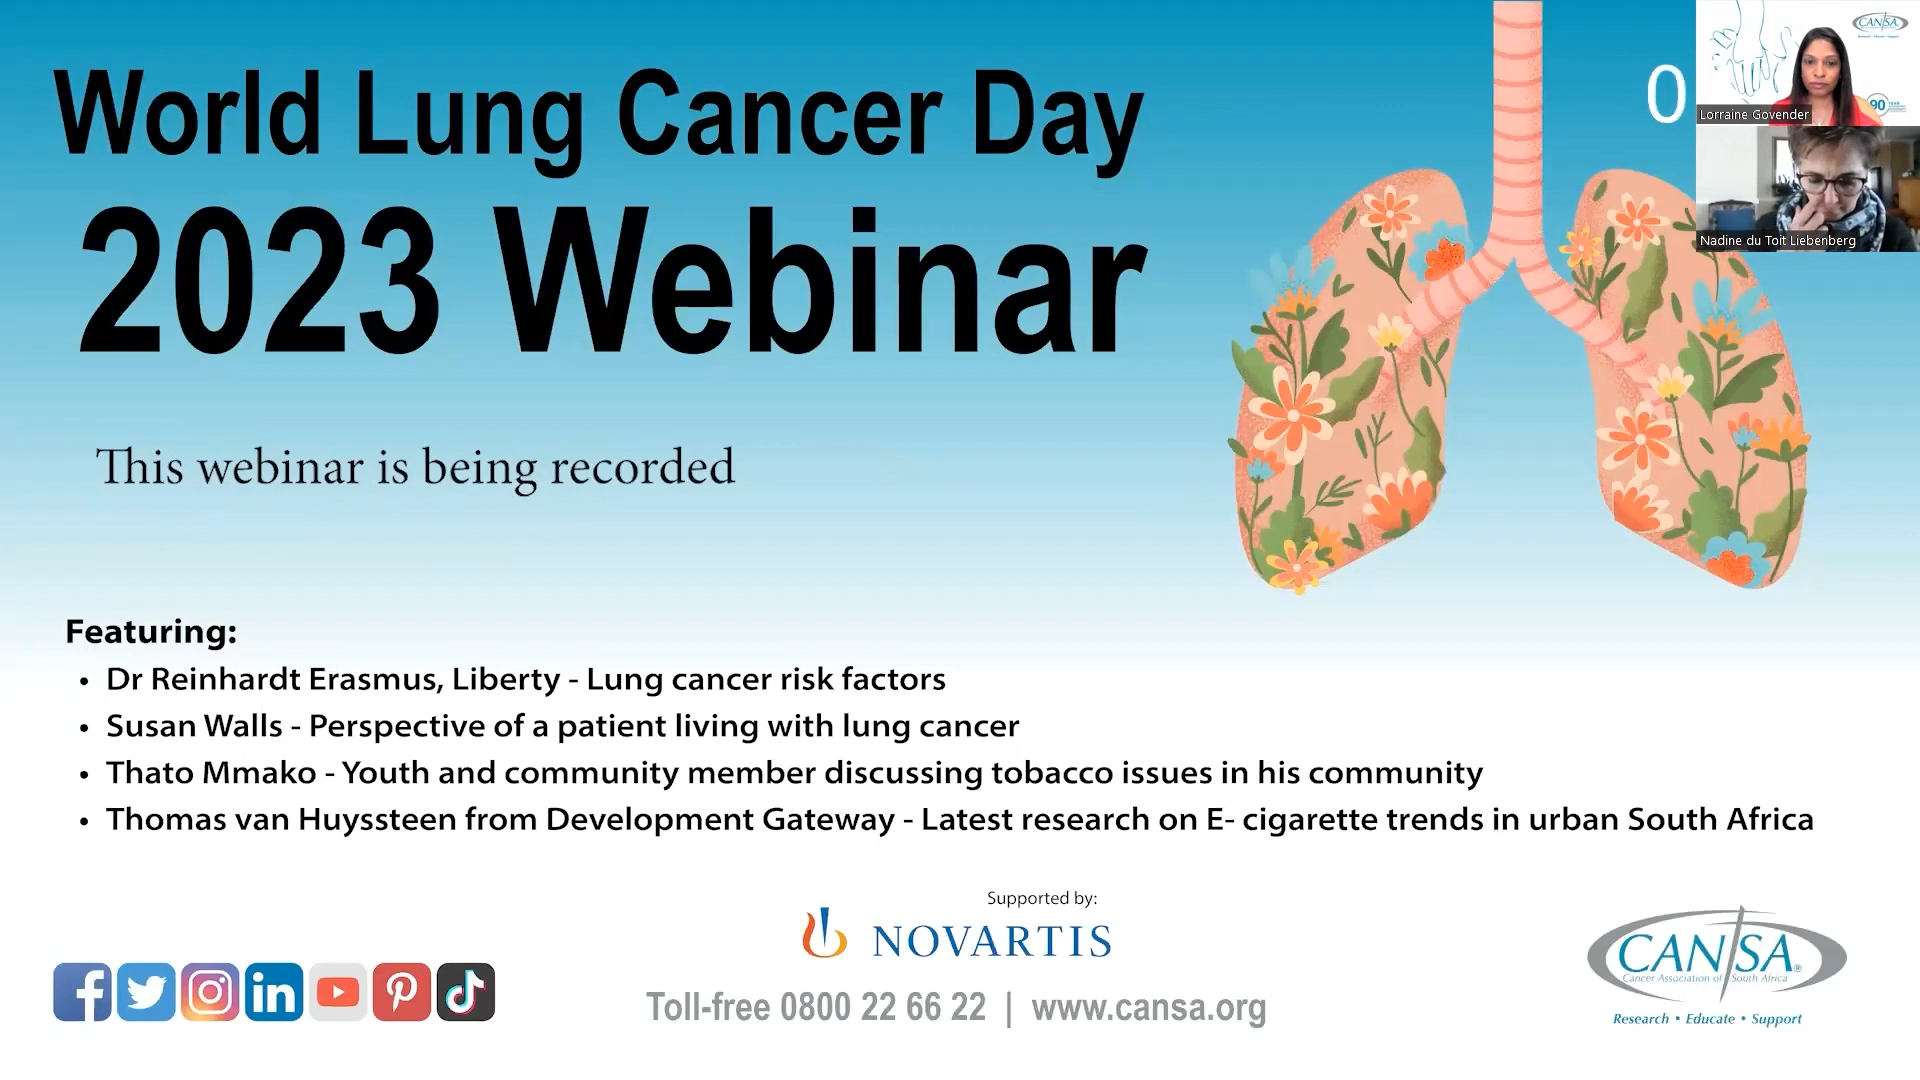 World Lung Cancer Day
2023 Webinar
0
CANSA
90 YEAR
Lorraine Govender
Nadine du Toit Liebenberg
This webinar is being recorded
Featuring:
• Dr Reinhardt Erasmus, Liberty - Lung cancer risk factors
• Susan Walls - Perspective of a patient living with lung cancer
• Thato Mmako - Youth and community member discussing tobacco issues in his community
• Thomas van Huyssteen from Development Gateway - Latest research on E- cigarette trends in urban South Africa
Supported by:
NOVARTIS
Toll-free 0800 22 66 22 | www.cansa.org
CANSA®
Cancer Association of South Africa
Research • Educate • Support